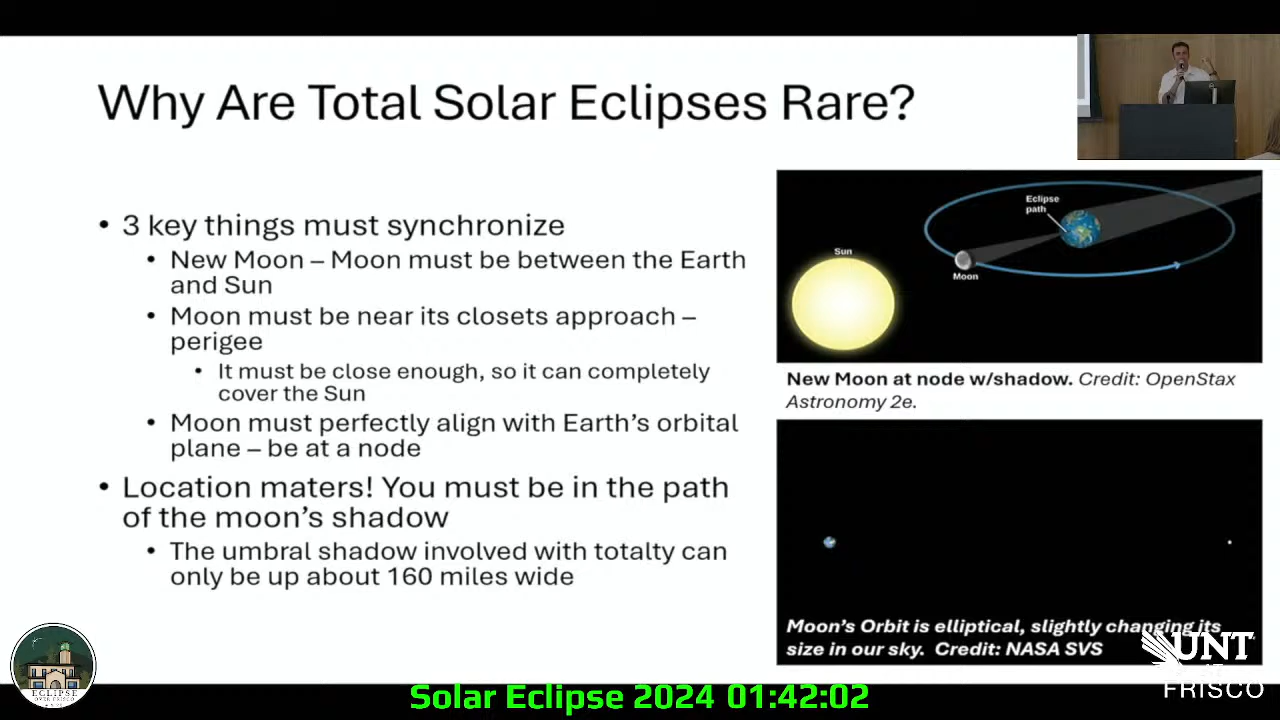 Why Are Total Solar Eclipses Rare?
• 3 key things must synchronize
• New Moon – Moon must be between the Earth
and Sun
• Moon must be near its closets approach –
perigee
• It must be close enough, so it can completely
cover the Sun
• Moon must perfectly align with Earth's orbital
plane – be at a node
• Location maters! You must be in the path
of the moon's shadow
• The umbral shadow involved with totalty can
only be up about 160 miles wide
Eclipse
path
Sun
Moon
New Moon at node w/shadow. Credit: OpenStax
Astronomy 2e.
Moon's Orbit is elliptical, slightly changing its
size in our sky. Credit: NASA SVS
UNT
FRISCO
ECLIPSE
OVER FRISCO
Solar Eclipse 2024 01:42:02